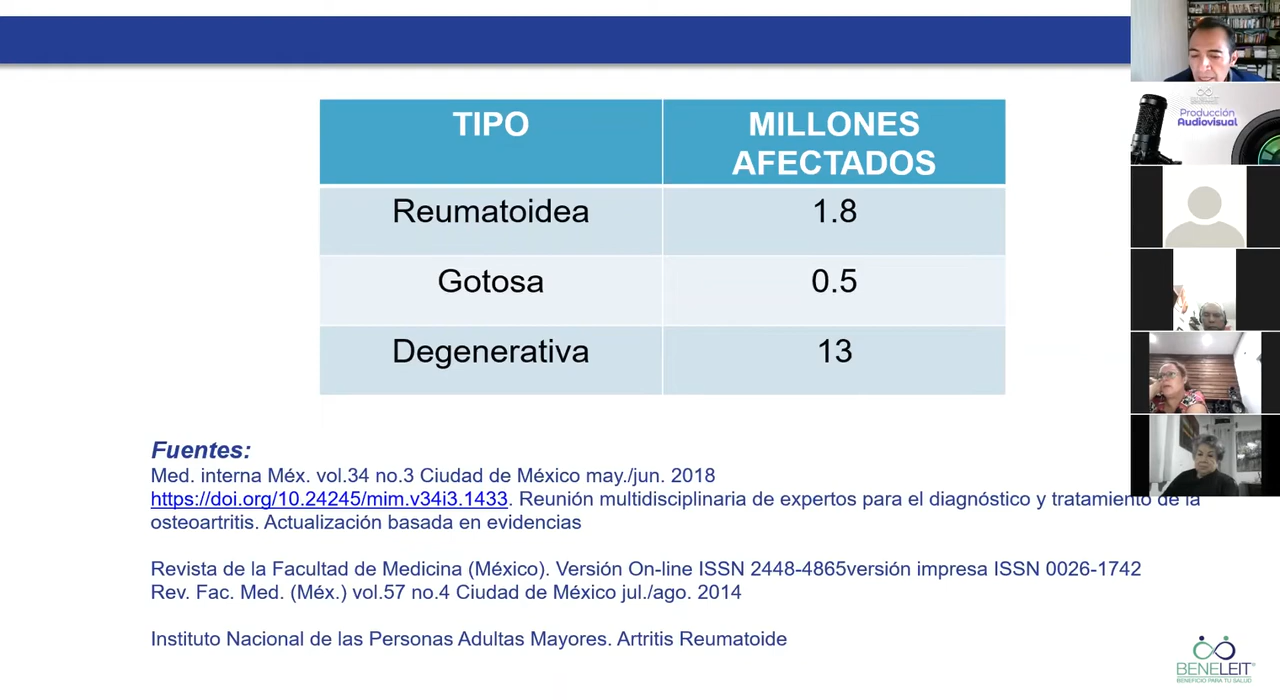 TIPO
MILLONES
AFECTADOS
Reumatoidea
1.8
Gotosa
0.5
Degenerativa
13
Fuentes:
Med. interna Méx. vol.34 no.3 Ciudad de México may./jun. 2018
https://doi.org/10.24245/mim.v34i3.1433. Reunión multidisciplinaria de expertos para el diagnóstico y tratamiento de la
osteoartritis. Actualización basada en evidencias
Revista de la Facultad de Medicina (México). Versión On-line ISSN 2448-4865versión impresa ISSN 0026-1742
Rev. Fac. Med. (Méx.) vol.57 no.4 Ciudad de México jul./ago. 2014
Instituto Nacional de las Personas Adultas Mayores. Artritis Reumatoide
Producción
Audiovisual
BENELEIT
BENEFICIO PARA TU SALUD